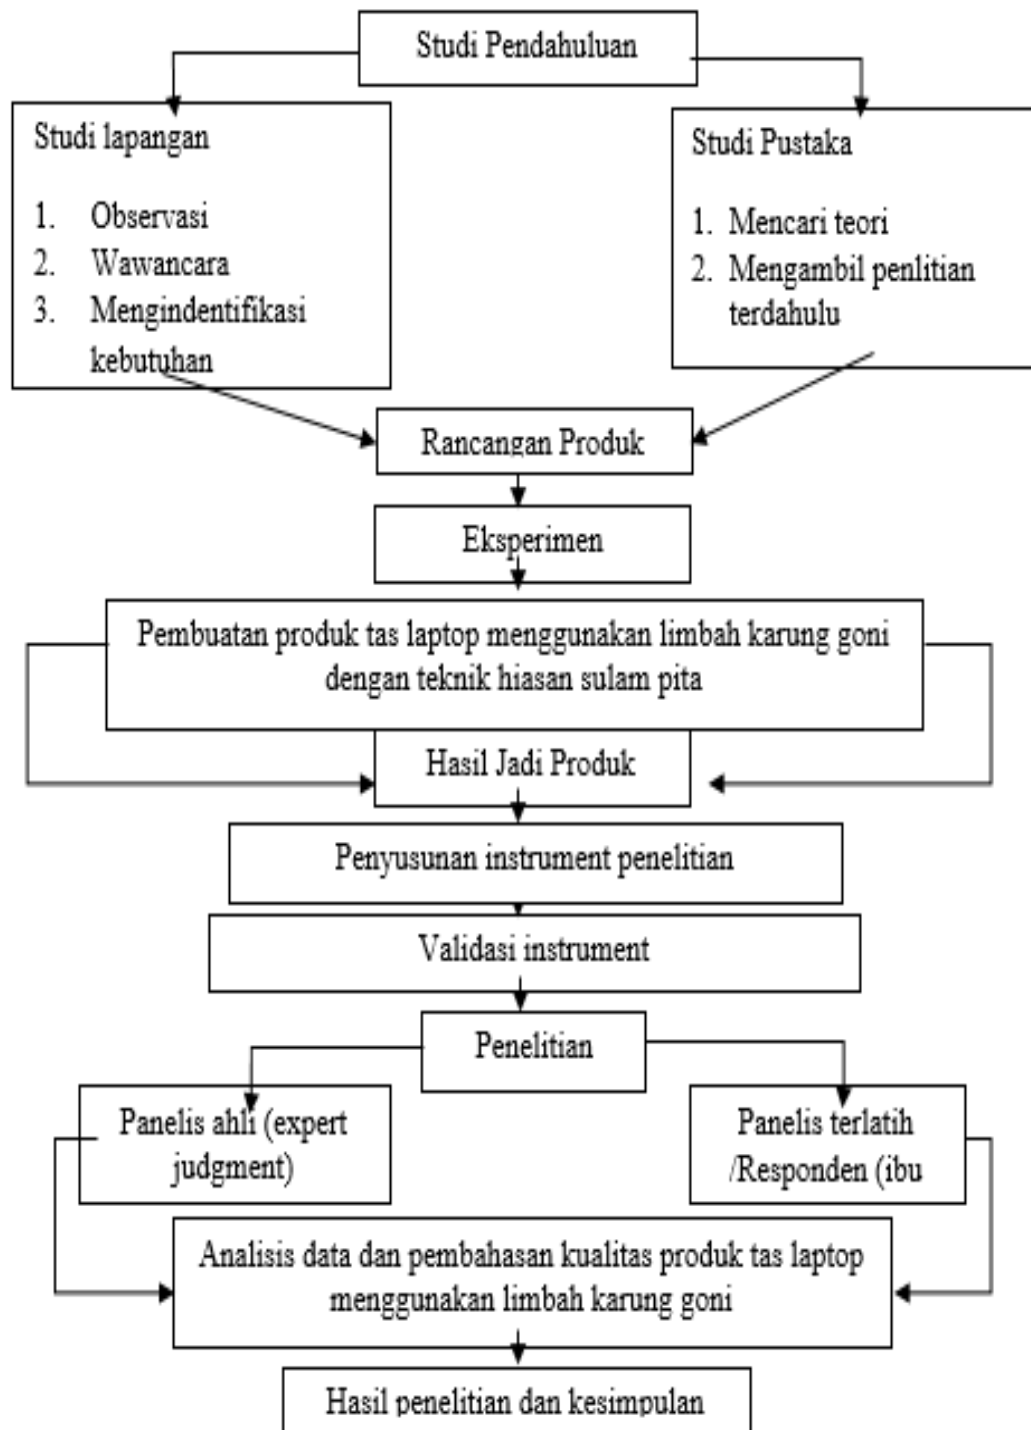 Studi Pendahuluan
Studi lapangan
1. Observasi
2. Wawancara
3. Mengindentifikasi
kebutuhan
Studi Pustaka
1. Mencari teori
2. Mengambil penlitian
terdahulu
Rancangan Produk
Eksperimen
Pembuatan produk tas laptop menggunakan limbah karung goni
dengan teknik hiasan sulam pita
Hasil Jadi Produk
Penyusunan instrument penelitian
Validasi instrument
Penelitian
Panelis ahli (expert
judgment)
Panelis terlatih
/Responden (ibu
Analisis data dan pembahasan kualitas produk tas laptop
menggunakan limbah karung goni
Hasil penelitian dan kesimpulan